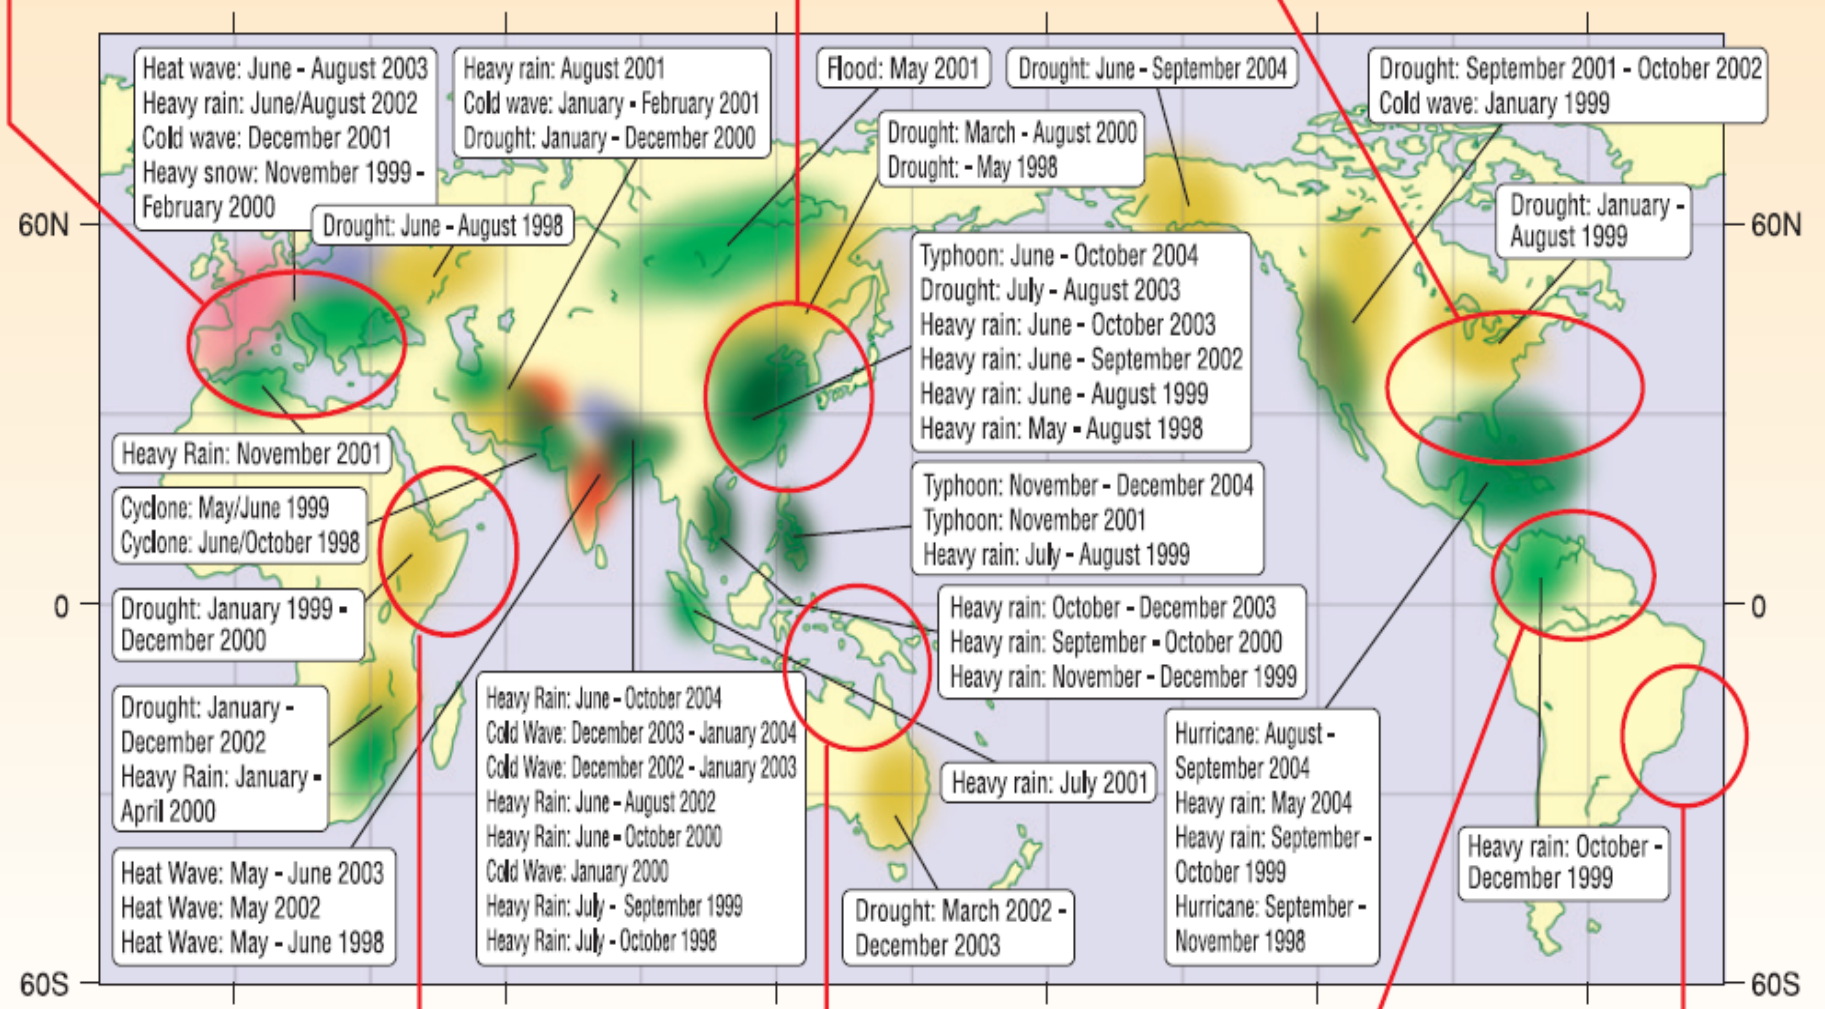 Heat wave: June - August 2003
Heavy rain: June/August 2002
Cold wave: December 2001
Heavy snow: November 1999 -
February 2000
Heavy rain: August 2001
Cold wave: January - February 2001
Drought: January - December 2000
Flood: May 2001
Drought: June - September 2004
Drought: September 2001 - October 2002
Cold wave: January 1999
Drought: March - August 2000
Drought: - May 1998
Drought: January -
August 1999
60N
Drought: June - August 1998
60N
Typhoon: June - October 2004
Drought: July - August 2003
Heavy rain: June - October 2003
Heavy rain: June - September 2002
Heavy rain: June - August 1999
Heavy rain: May - August 1998
Heavy Rain: November 2001
Cyclone: May/June 1999
Cyclone: June/October 1998
Typhoon: November - December 2004
Typhoon: November 2001
Heavy rain: July - August 1999
0
Drought: January 1999 -
December 2000
Heavy rain: October - December 2003
Heavy rain: September - October 2000
Heavy rain: November - December 1999
0
Drought: January -
December 2002
Heavy Rain: January -
April 2000
Heavy Rain: June - October 2004
Cold Wave: December 2003 - January 2004
Cold Wave: December 2002 - January 2003
Heavy Rain: June - August 2002
Heavy Rain: June - October 2000
Cold Wave: January 2000
Heavy Rain: July - September 1999
Heavy Rain: July - October 1998
Heavy rain: July 2001
Hurricane: August -
September 2004
Heavy rain: May 2004
Heavy rain: September -
October 1999
Hurricane: September -
November 1998
Heavy rain: October -
December 1999
Heat Wave: May - June 2003
Heat Wave: May 2002
Heat Wave: May - June 1998
Drought: March 2002 -
December 2003
60S
60S